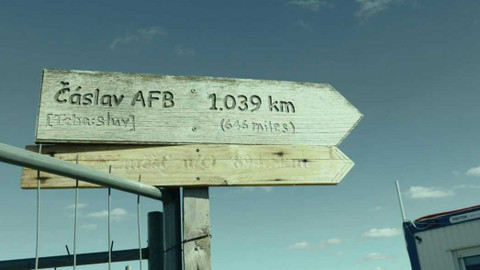 Čáslav AFB 1.039 km
[Tcha:slav] (646 miles)